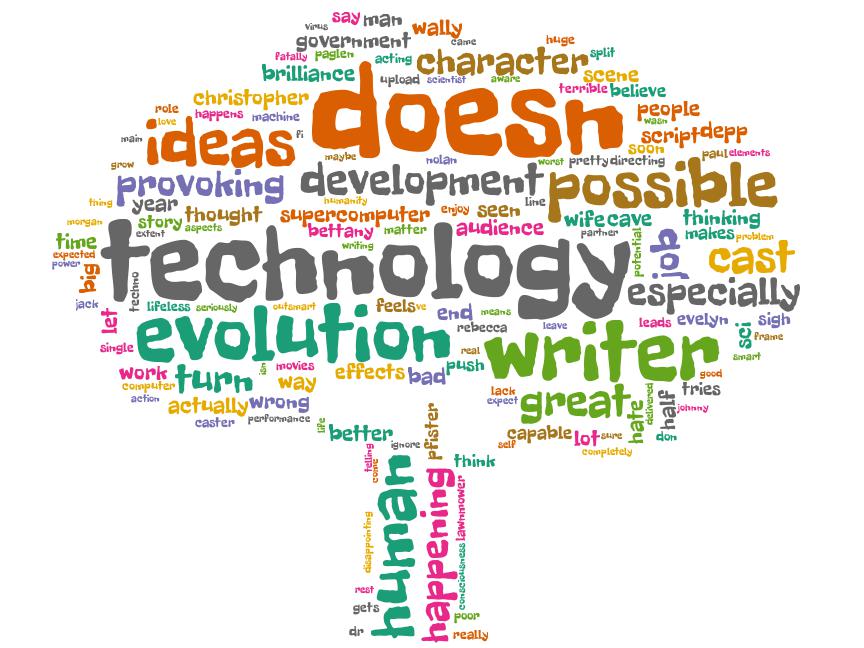 say man
virus wally
government came huge
fatally paglen acting character split
brilliance upload scientist aware scene
christopher doesn terrible believe
role love happens machine people wasn
main ideas fi script depp
grow maybe nolan worst pretty directing soon paul elements
provoking development possible
thing year humanity line
morgan story thought supercomputer enjoy seen wife cave thinking
extent aspects bettany matter audience partner makes problem
time writing potential job
expected technology cast
power big techno especially
jack lifeless seriously outsmart feels ve end means leads evelyn sigh
let evolution rebecca leave sci frame
single real writer smart
work turn isn movies effects bad push good
computer way lack tries
action actually wrong expect great hate delivered half johnny
caster performance pfister capable lot sure don
life better ignore self completely
telling come think
human happening lawnmower
disappointing consciousness
rest
gets poor
dr really